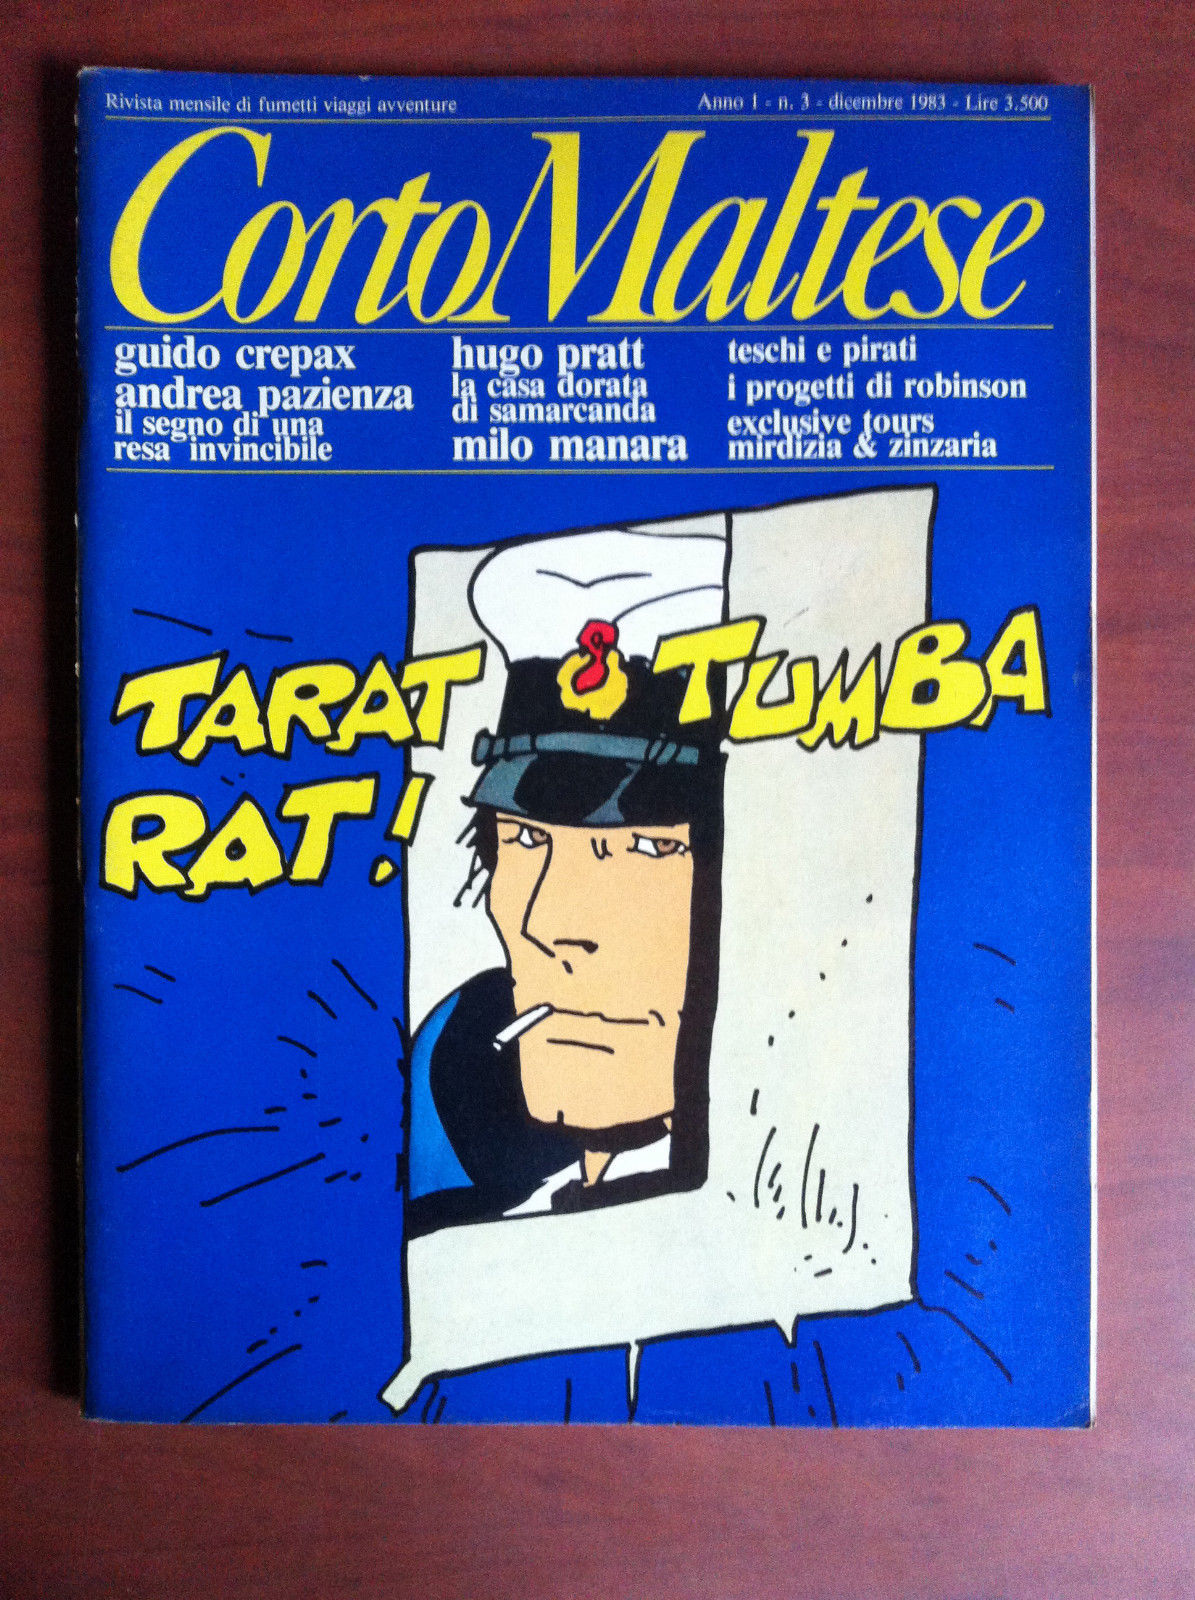 Rivista mensile di fumetti viaggi avventure
Anno 1 - n. 3 - dicembre 1983 - Lire 3.500
Corto Maltese
guido crepax
andrea pazienza
il segno di una
resa invincibile
hugo pratt
la casa dorata
di samarcanda
milo manara
teschi e pirati
i progetti di robinson
exclusive tours
mirdizia & zinzaria
TARAT TUMBA
RAT!